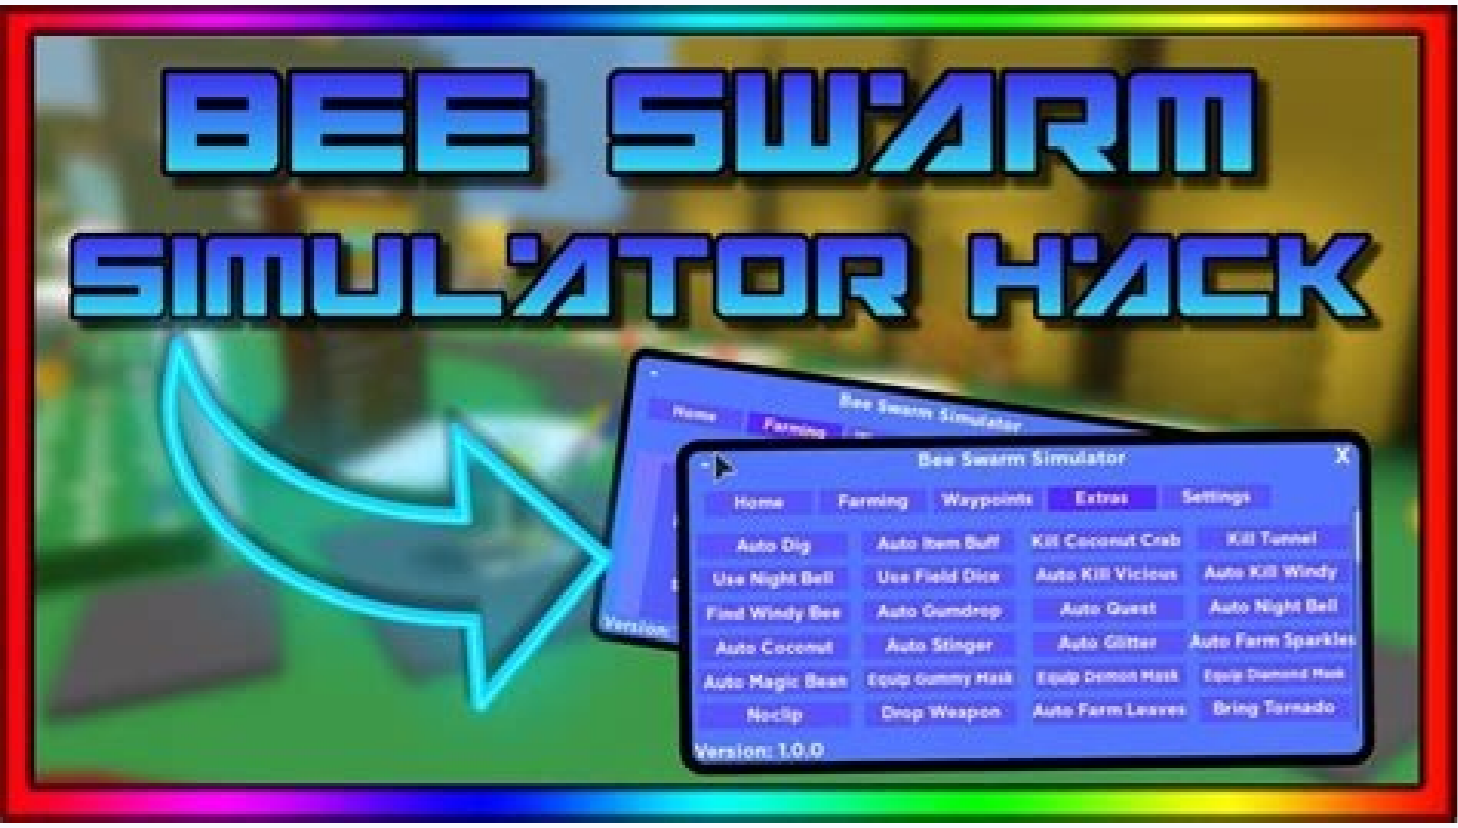 BEE SWARM
SIMULATOR HACK
-
Bee Swarm Simulator
Home Farming
Version:
- Bee Swarm Simulator X
Home Farming Waypoints Extras Settings
Auto Dig Auto Item Buff Kill Coconut Crab Kill Tunnel
Use Night Bell Use Field Dice Auto Kill Vicious Auto Kill Windy
Find Windy Bee Auto Gumdrop Auto Quest Auto Night Bell
Auto Coconut Auto Stinger Auto Glitter Auto Farm Sparkles
Auto Magic Bean Equip Gummy Mask Equip Demon Mask Equip Diamond Mask
Noclip Drop Weapon Auto Farm Leaves Bring Tornado
Version: 1.0.0